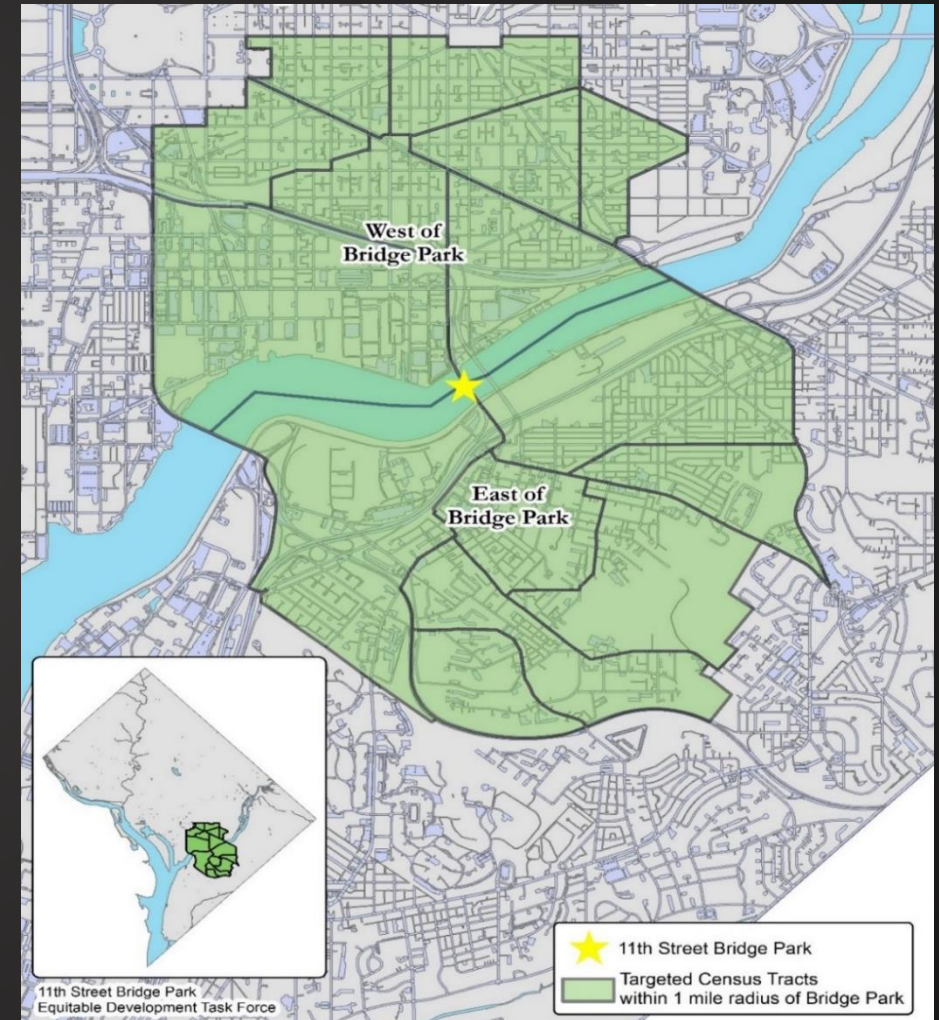 West of
Bridge Park
East of
Bridge Park
11th Street Bridge Park
Equitable Development Task Force
11th Street Bridge Park
Targeted Census Tracts
within 1 mile radius of Bridge Park